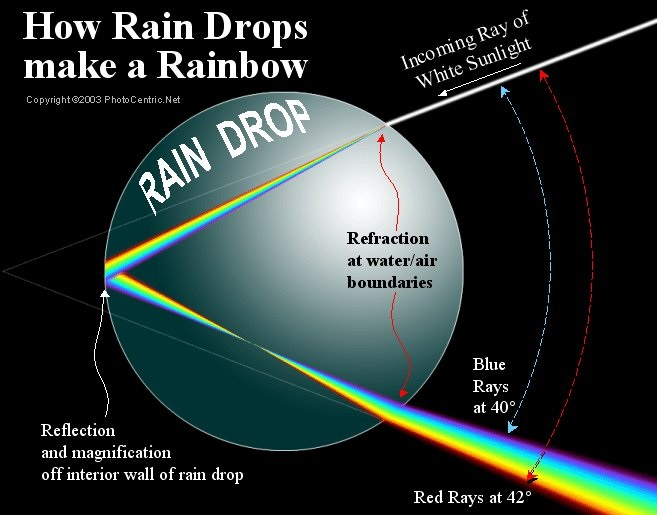 How Rain Drops
make a Rainbow
Copyright ©2003 PhotoCentric.Net
Incoming Ray of
White Sunlight
RAIN DROP
Refraction
at water/air
boundaries
Blue
Rays
at 40°
Reflection
and magnification
off interior wall of rain drop
Red Rays at 42°